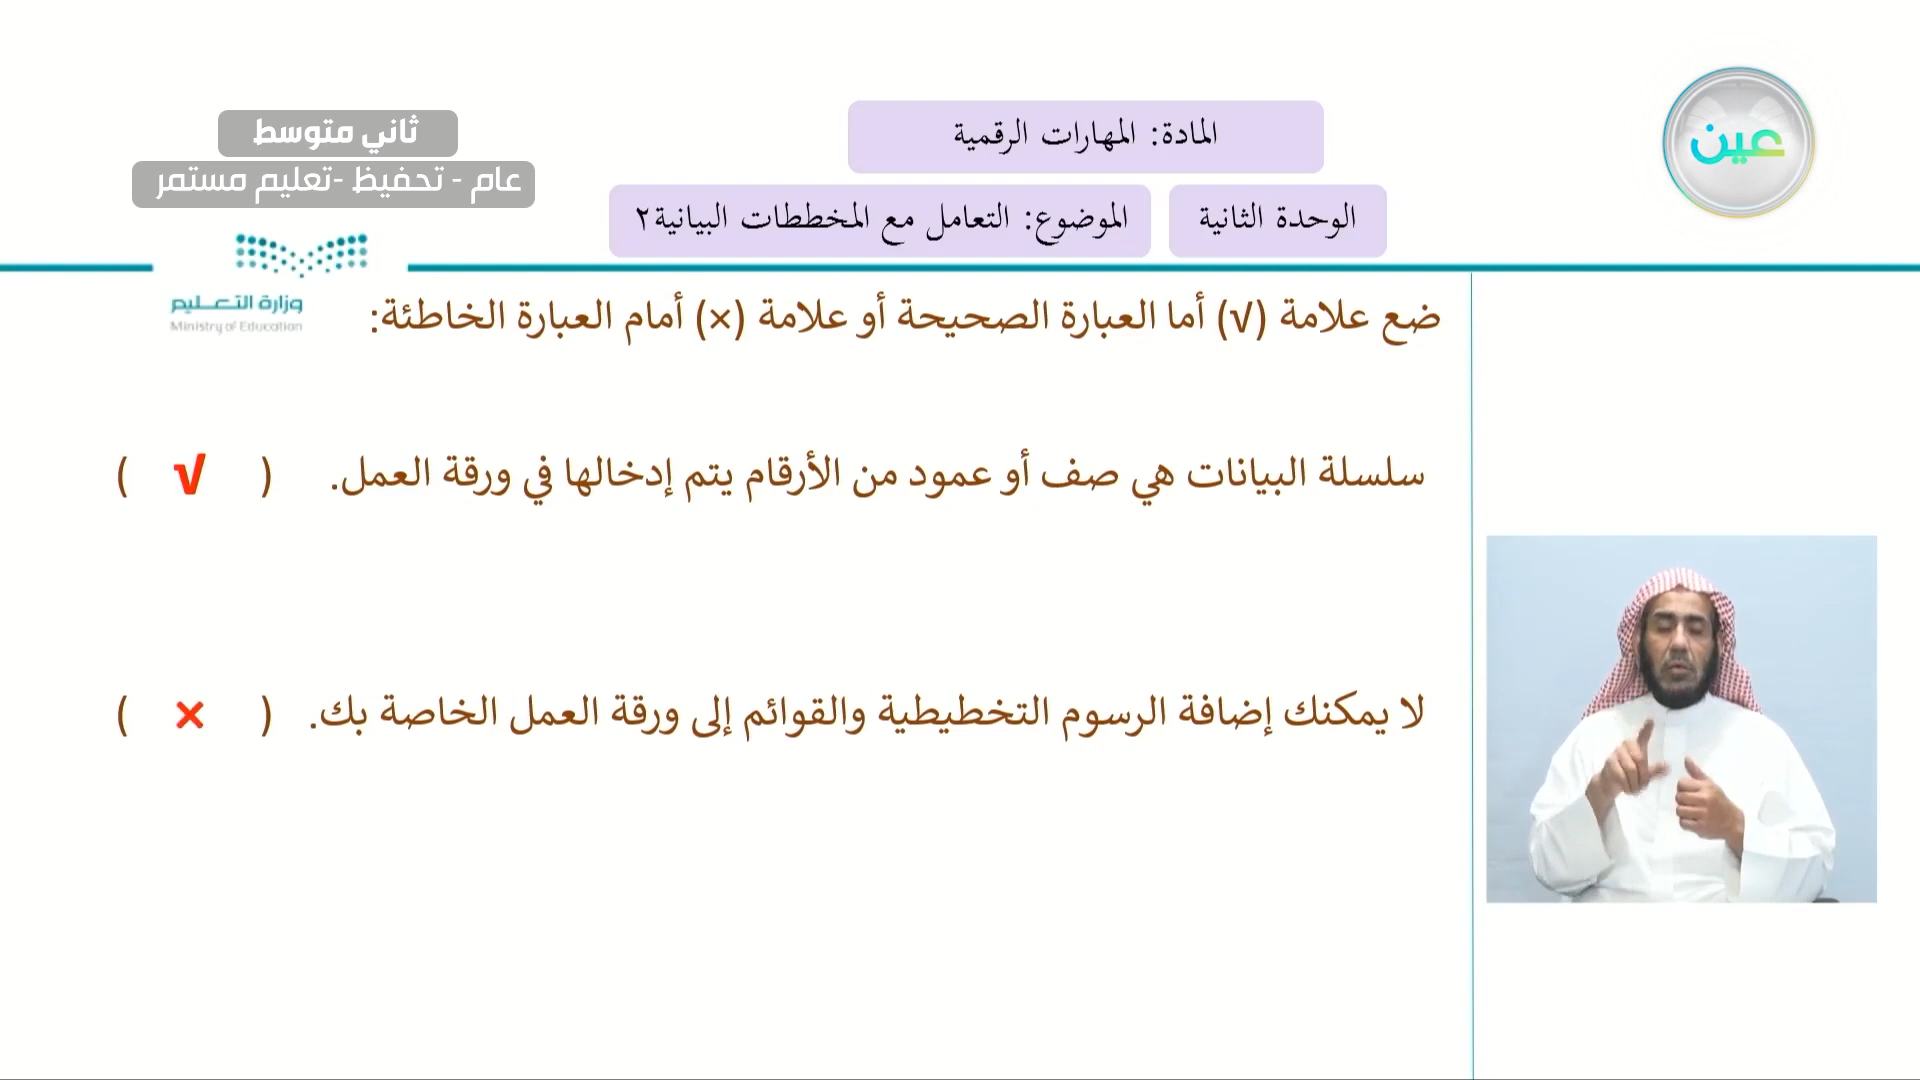 عين
المادة: المهارات الرقمية
ثاني متوسط
عام - تحفيظ -تعليم مستمر
الوحدة الثانية
الموضوع: التعامل مع المخططات البيانية٢
وزارة التعـــليم
Ministry of Education
ضع علامة (√) أما العبارة الصحيحة أو علامة (×) أمام العبارة الخاطئة:
سلسلة البيانات هي صف أو عمود من الأرقام يتم إدخالها في ورقة العمل. ( √ )
لا يمكنك إضافة الرسوم التخطيطية والقوائم إلى ورقة العمل الخاصة بك. ( × )